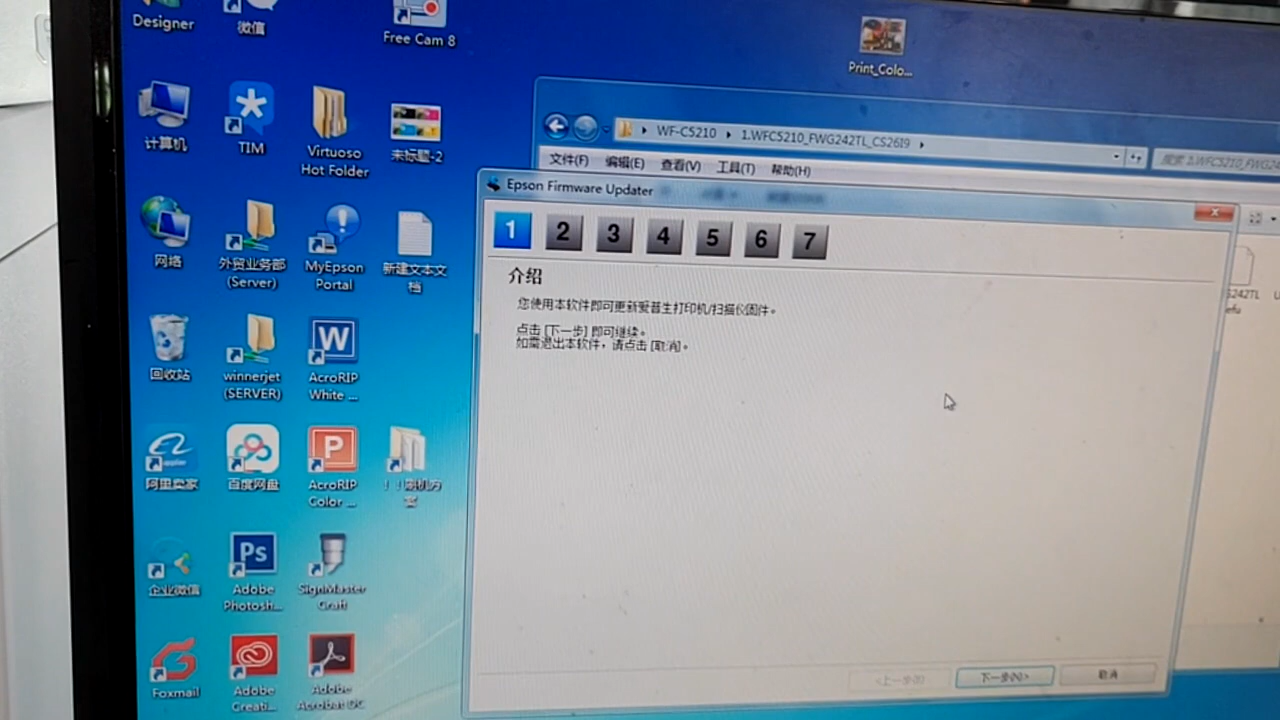 Designer
微信
Free Cam 8
Print_Colo...
计算机
TIM
Virtuoso
Hot Folder
未标题-2
WF-C5210
1.WFC5210_FWG242TL_CS26I9
文件(F)
编辑(E)
查看(V)
工具(T)
帮助(H)
Epson Firmware Updater
1 2 3 4 5 6 7
介绍
您使用本软件即可更新爱普生打印机/扫描仪固件。
点击 [下一步] 即可继续。
如需退出本软件，请点击 [取消]。
网络
外贸业务部
(Server)
MyEpson
Portal
新建文本文
档
回收站
winnerjet
(SERVER)
AcroRIP
White ...
阿里卖家
百度网盘
AcroRIP
Color ...
企业微信
Adobe
Photosh...
SignMaster
Craft
Foxmail
Adobe
Creati...
Adobe
Acrobat DC
<上一步(B)
下一步(N)>
取消